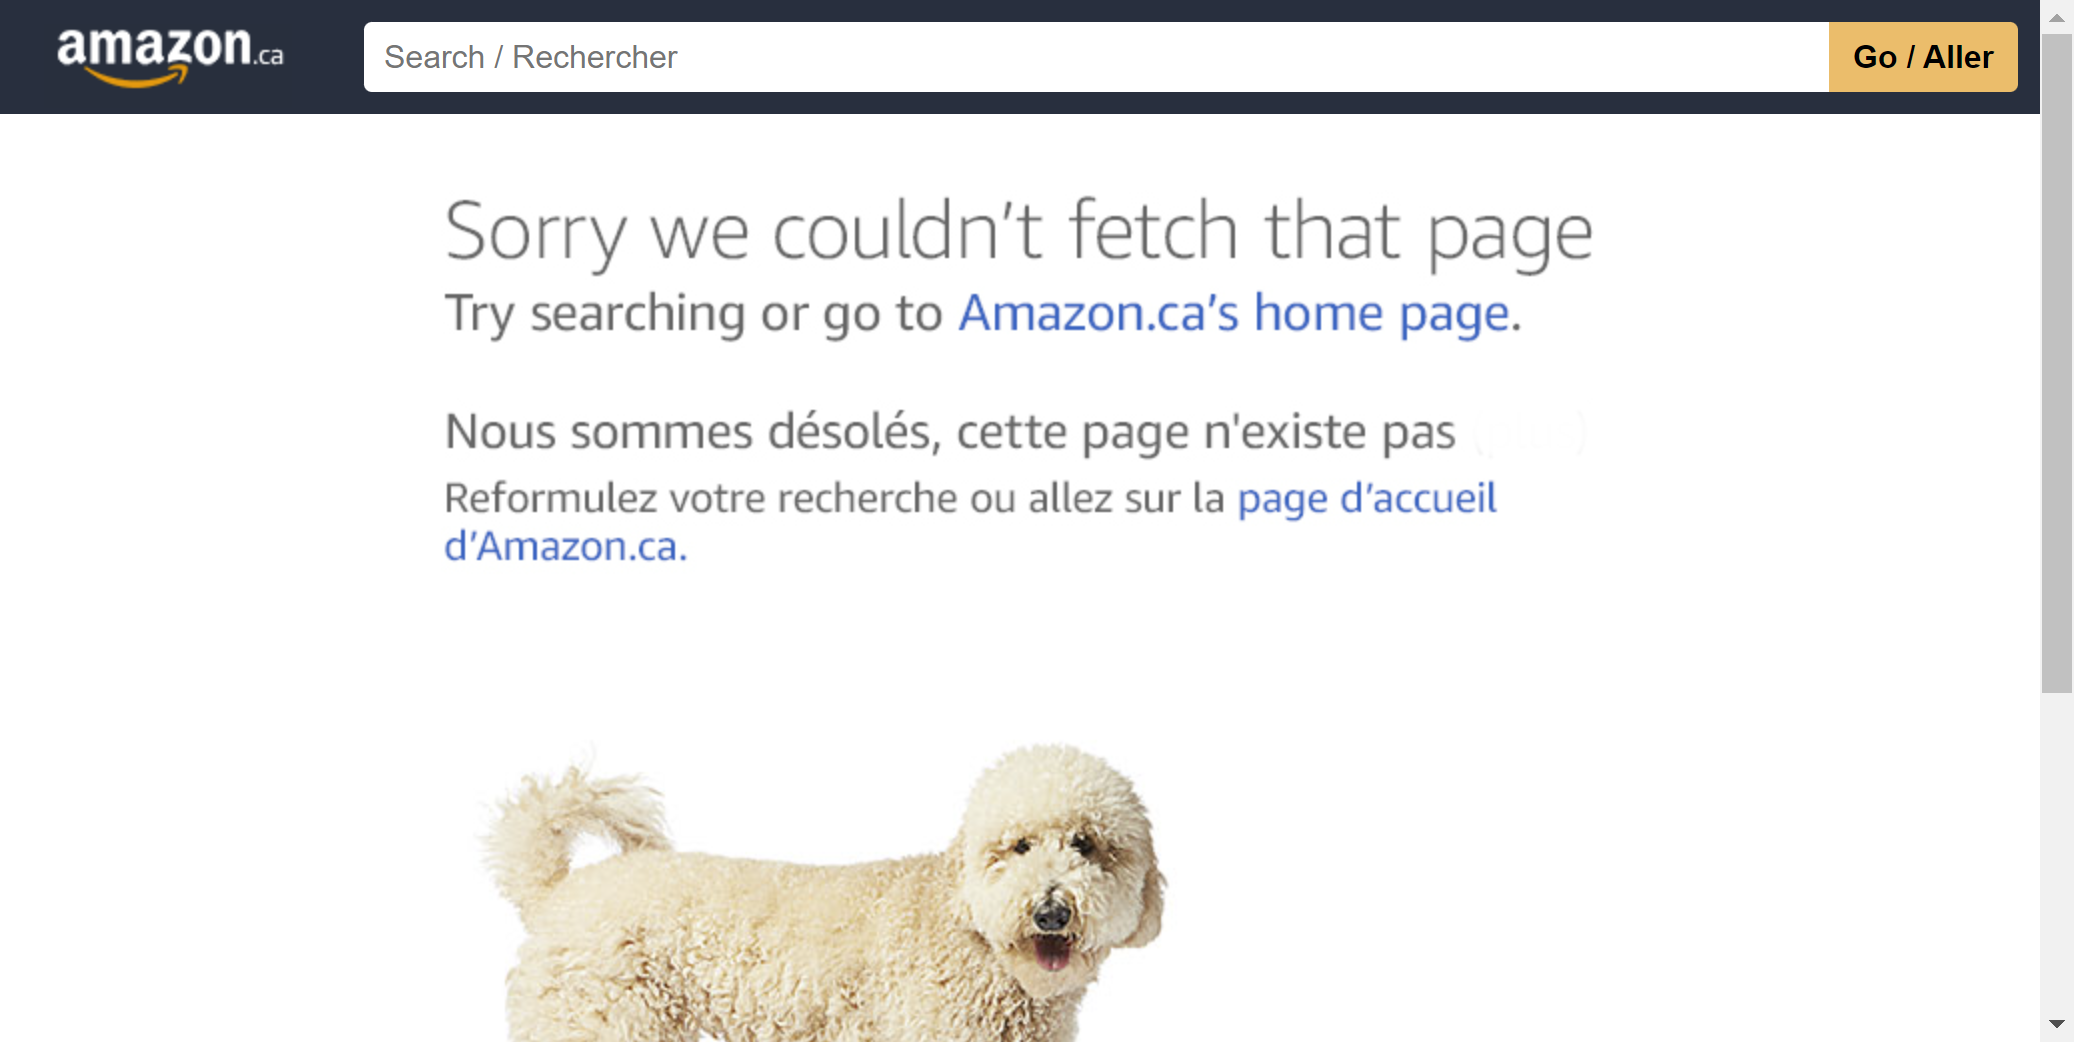 amazon.ca
Search / Rechercher
Go / Aller
Sorry we couldn’t fetch that page
Try searching or go to Amazon.ca’s home page.
Nous sommes désolés, cette page n'existe pas
Reformulez votre recherche ou allez sur la page d’accueil
d’Amazon.ca.